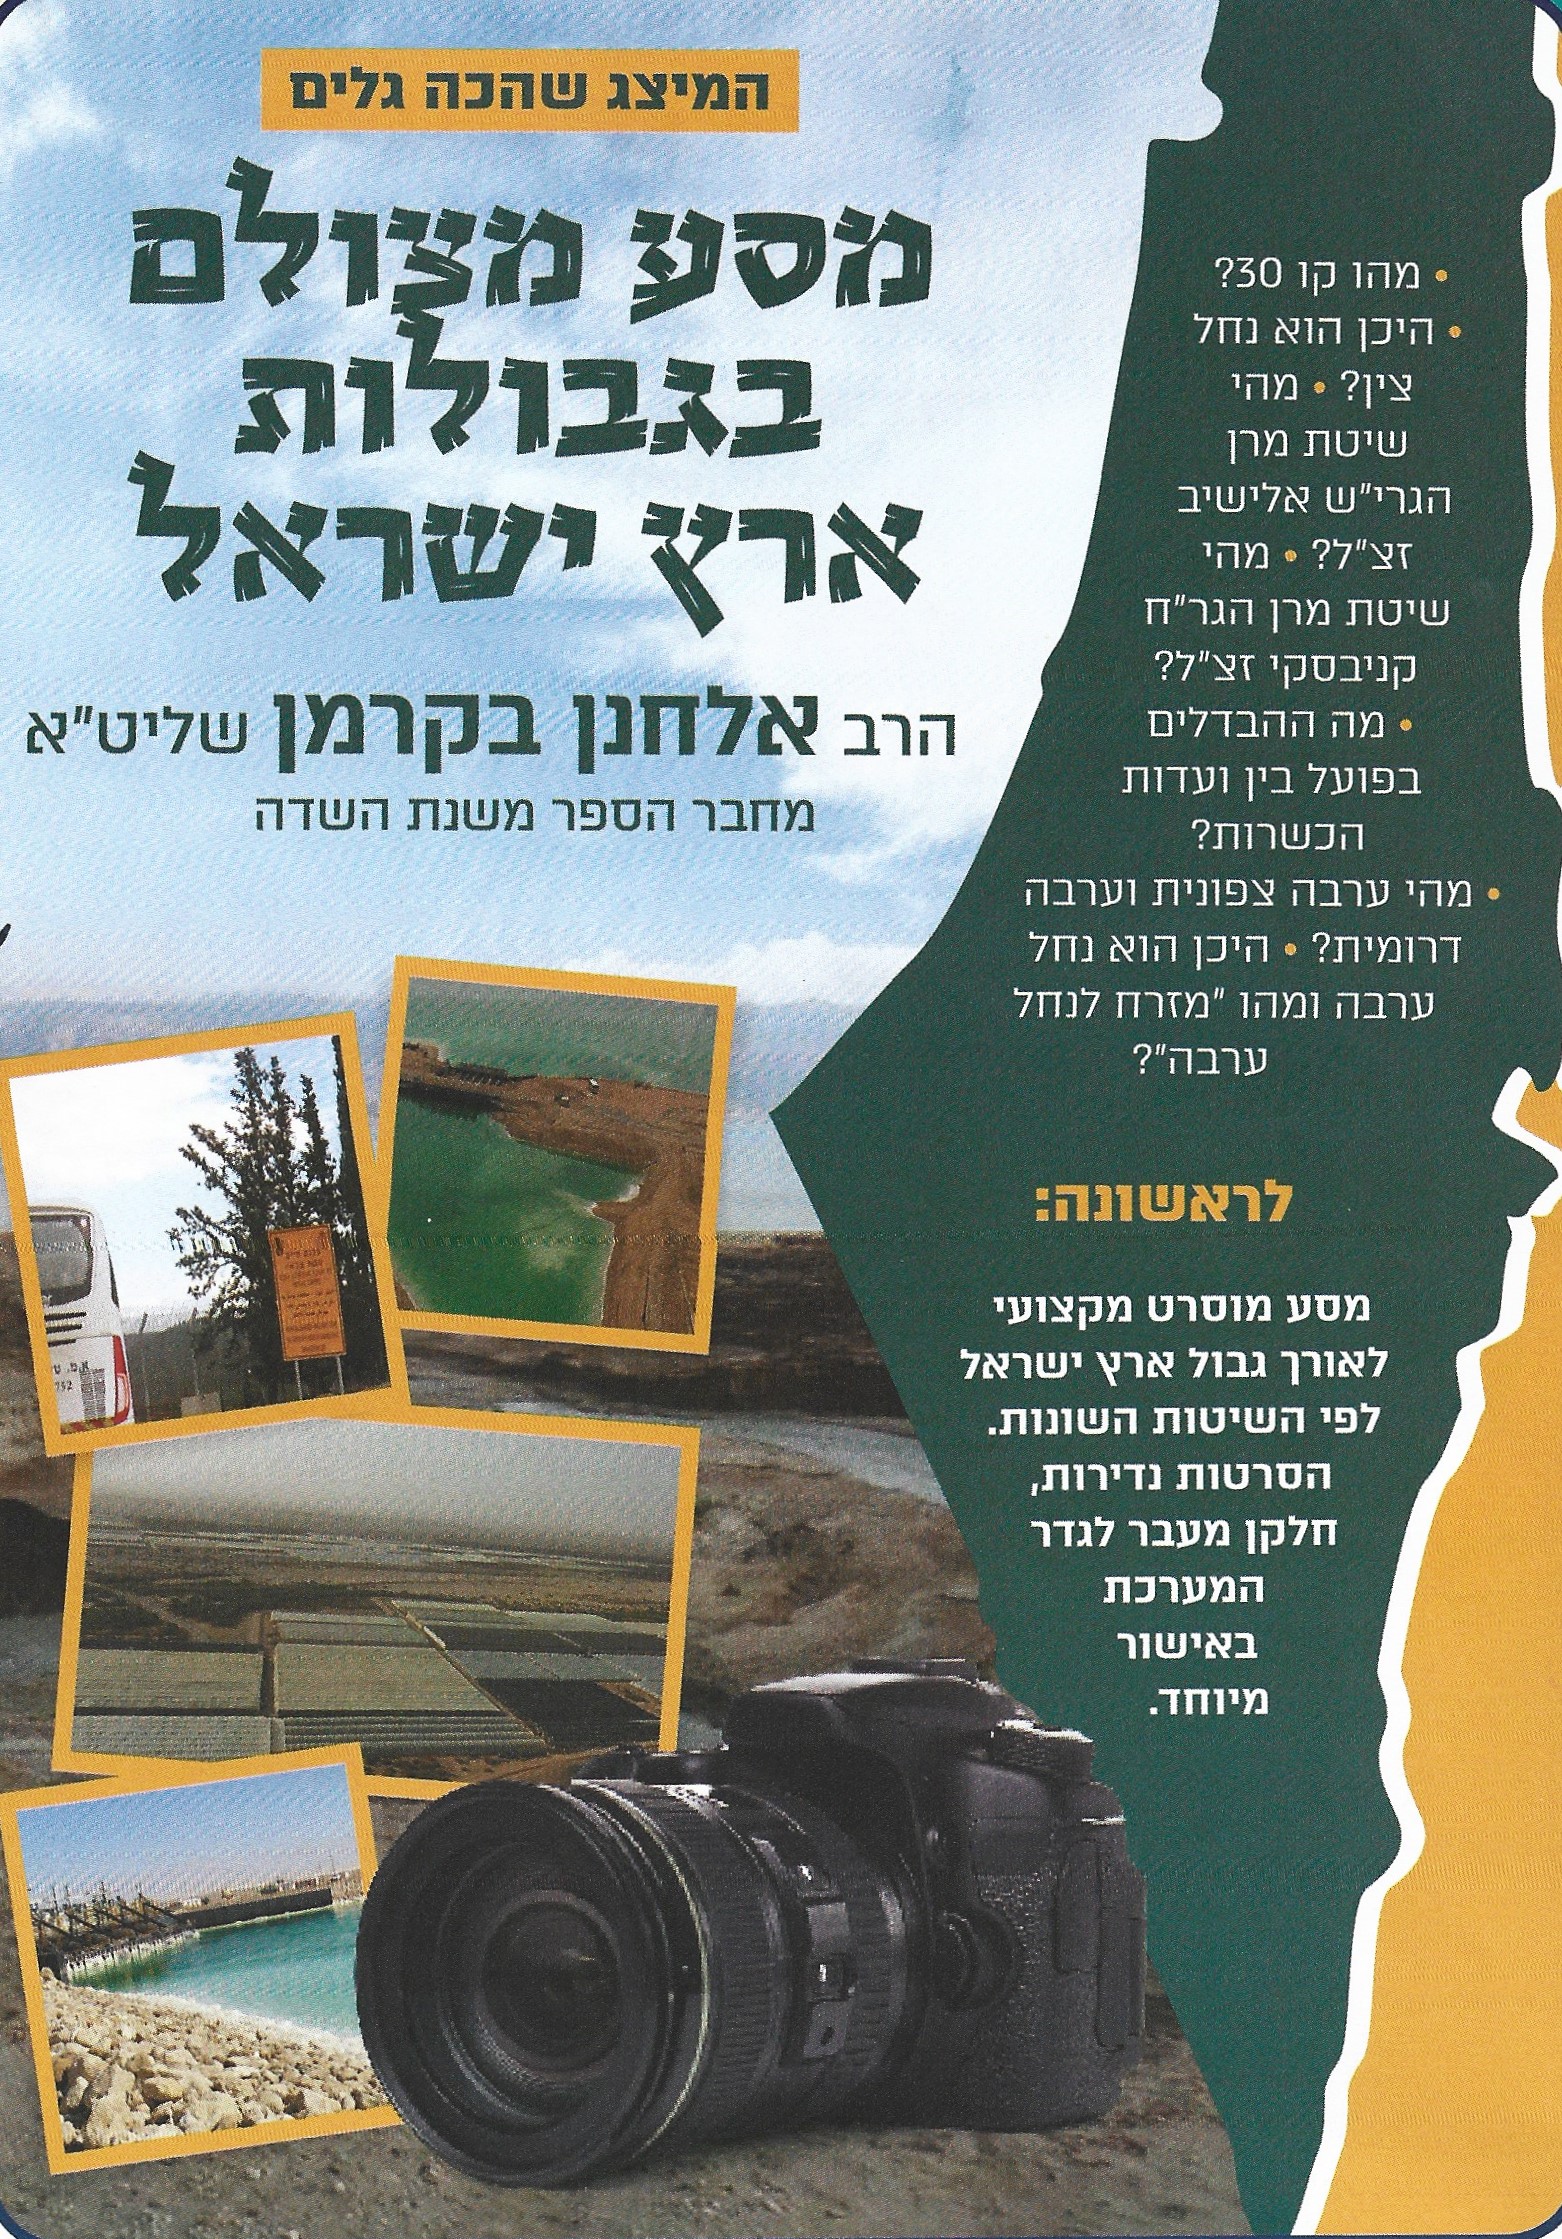 המיצג שהכה גלים
מסע מצולם
בגבולות
ארץ ישראל
הרב אלחנן בקרמן שליט"א
מחבר הספר משנת השדה
• מהו קו 30?
• היכן הוא נחל
צין? • מהי
שיטת מרן
הגרי"ש אלישיב
זצ"ל? • מהי
שיטת מרן הגר"ח
קניבסקי זצ"ל?
• מה ההבדלים
בפועל בין ועדות
הכשרות?
• מהי ערבה צפונית וערבה
דרומית? • היכן הוא נחל
ערבה ומהו "מזרח לנחל
ערבה"?
לראשונה:
מסע מוסרט מקצועי
לאורך גבול ארץ ישראל
לפי השיטות השונות.
הסרטות נדירות,
חלקן מעבר לגדר
המערכת
באישור
מיוחד.